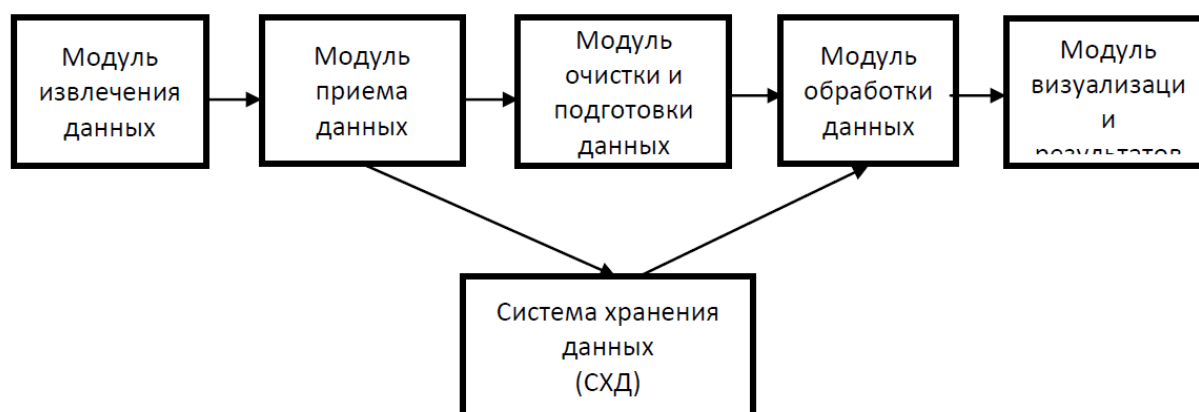 Модуль
извлечения
данных
Модуль
приема
данных
Модуль
очистки и
подготовки
данных
Модуль
обработки
данных
Модуль
визуализаци
и
результатов
Система хранения
данных
(СХД)